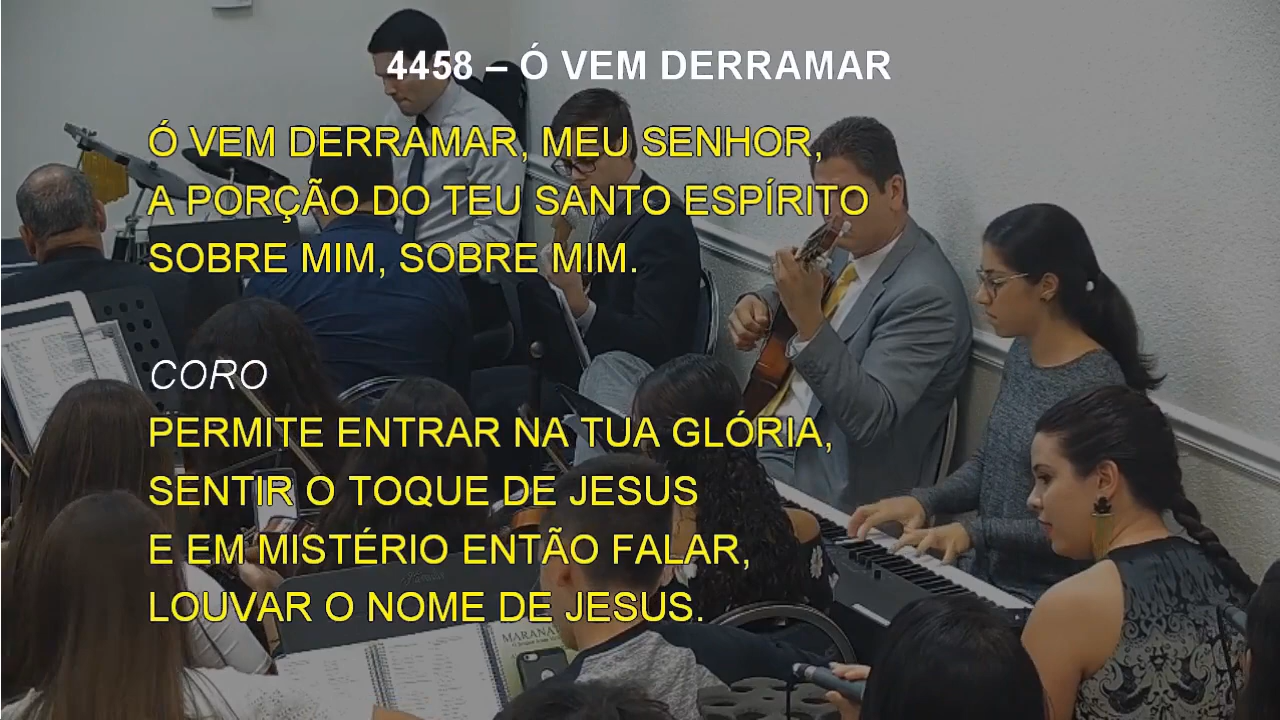 4458 – Ó VEM DERRAMAR
Ó VEM DERRAMAR, MEU SENHOR,
A PORÇÃO DO TEU SANTO ESPÍRITO
SOBRE MIM, SOBRE MIM.
CORO
PERMITE ENTRAR NA TUA GLÓRIA,
SENTIR O TOQUE DE JESUS
E EM MISTÉRIO ENTÃO FALAR,
LOUVAR O NOME DE JESUS.